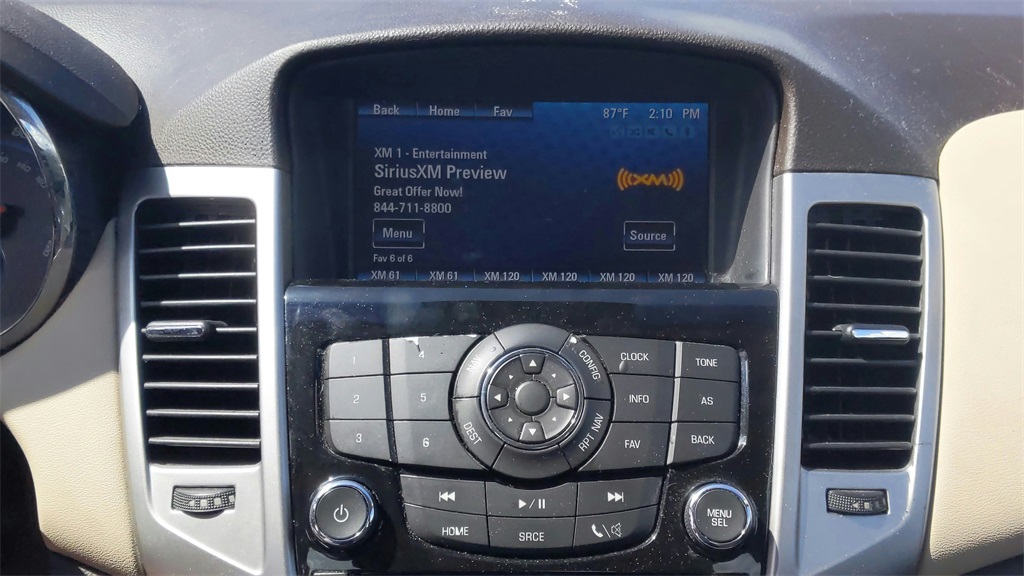 Back Home Fav 87°F 2:10 PM
XM 1 - Entertainment
SiriusXM Preview
Great Offer Now!
844-711-8800
((XM))
Menu Source
Fav 6 of 6
XM 61 XM 61 XM 120 XM 120 XM 120 XM 120
1 4 NAV CONFIG CLOCK TONE
2 5 INFO AS
3 6 DEST RPT NAV FAV BACK
HOME SRCE
MENU
SEL